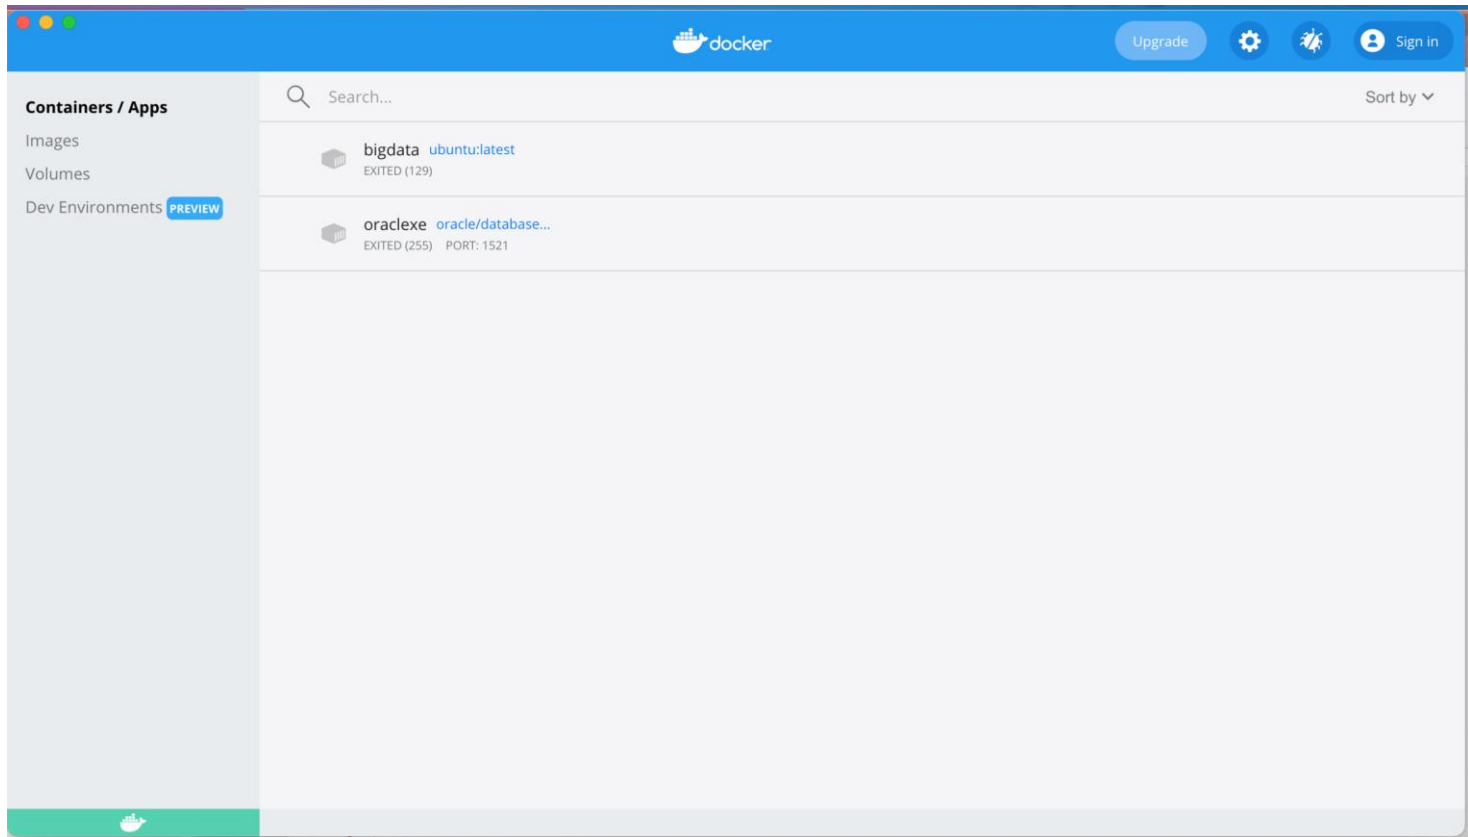 docker
Upgrade
Sign in
Containers / Apps
Images
Volumes
Dev Environments PREVIEW
Search...
Sort by
bigdata ubuntu:latest
EXITED (129)
oraclexe oracle/database...
EXITED (255) PORT: 1521